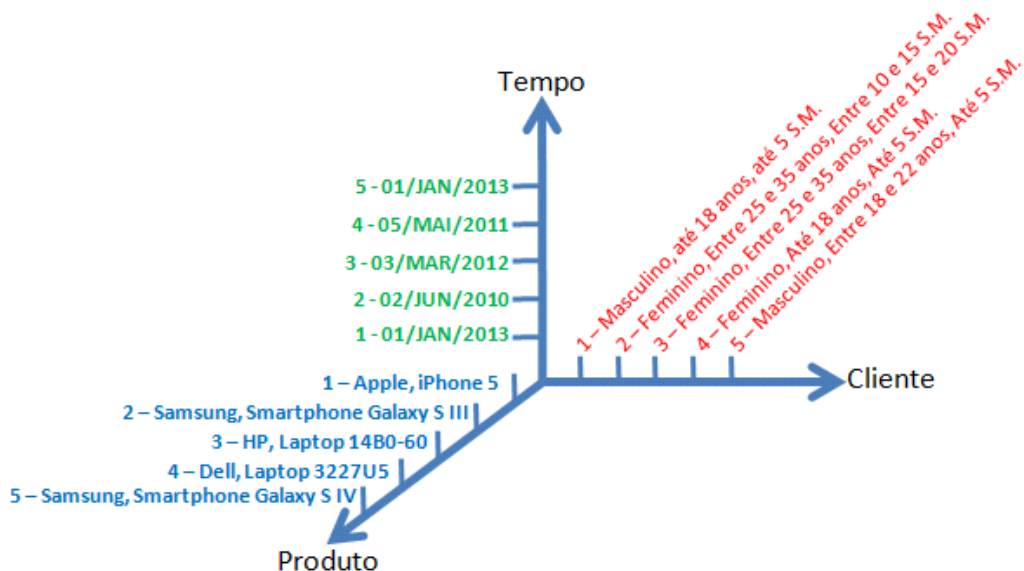 Tempo
5 - 01/JAN/2013
4 - 05/MAI/2011
3 - 03/MAR/2012
2 - 02/JUN/2010
1 - 01/JAN/2013
1 – Masculino, até 18 anos, até 5 S.M.
2 – Feminino, Entre 25 e 35 anos, Entre 10 e 15 S.M.
3 – Feminino, Entre 25 e 35 anos, Entre 15 e 20 S.M.
4 – Feminino, Até 18 anos, Até 5 S.M.
5 – Masculino, Entre 18 e 22 anos, Até 5 S.M.
Cliente
1 – Apple, iPhone 5
2 – Samsung, Smartphone Galaxy S III
3 – HP, Laptop 14B0-60
4 – Dell, Laptop 3227U5
5 – Samsung, Smartphone Galaxy S IV
Produto